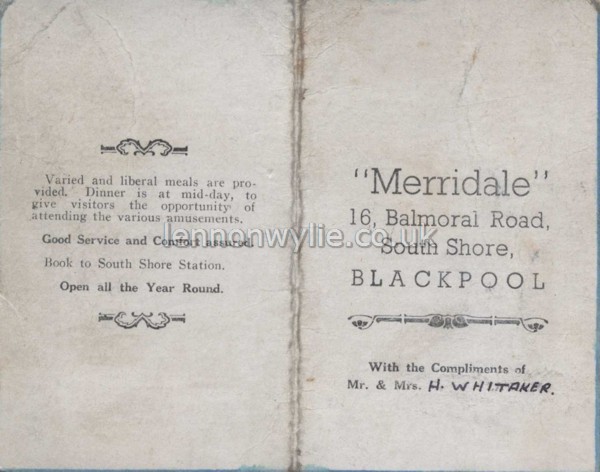 Varied and liberal meals are pro-
vided. Dinner is at mid-day, to
give visitors the opportunity of
attending the various amusements.
Good Service and Comfort assured.
Book to South Shore Station.
Open all the Year Round.
"Merridale"
16, Balmoral Road,
South Shore,
BLACKPOOL
With the Compliments of
Mr. & Mrs. H. WHITAKER.
lennonwylie.co.uk